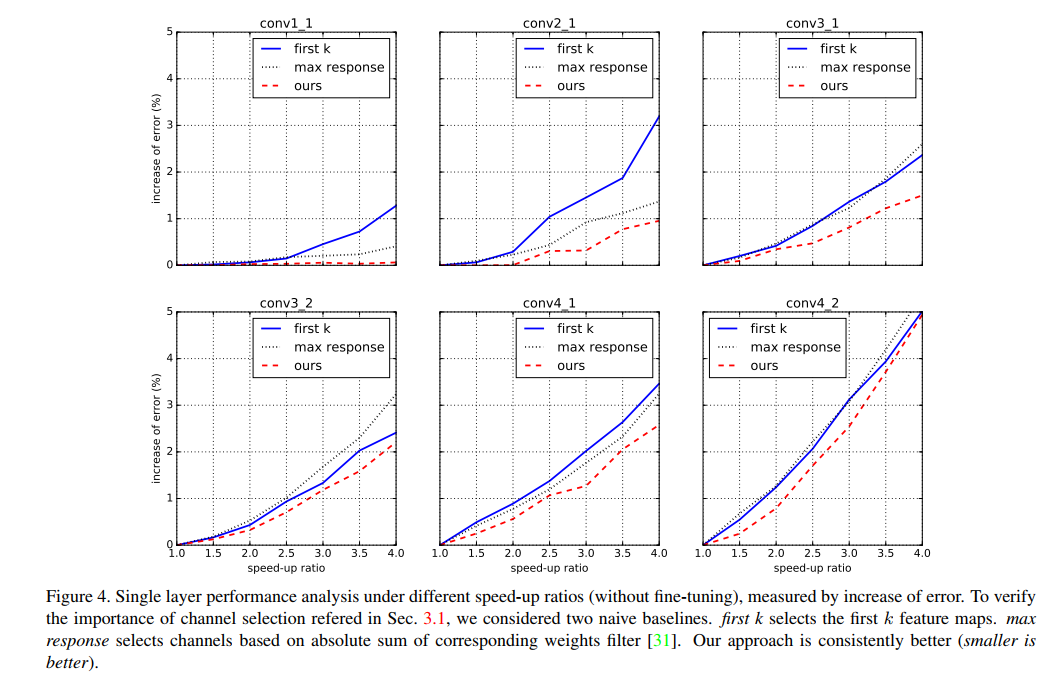 conv1_1
conv2_1
conv3_1
5
4
3
2
1
0
increase of error (%)
first k
max response
ours
first k
max response
ours
first k
max response
ours
conv3_2
conv4_1
conv4_2
5
4
3
2
1
0
increase of error (%)
first k
max response
ours
first k
max response
ours
first k
max response
ours
1.0 1.5 2.0 2.5 3.0 3.5 4.0
1.0 1.5 2.0 2.5 3.0 3.5 4.0
1.0 1.5 2.0 2.5 3.0 3.5 4.0
speed-up ratio
speed-up ratio
speed-up ratio
Figure 4. Single layer performance analysis under different speed-up ratios (without fine-tuning), measured by increase of error. To verify
the importance of channel selection refered in Sec. 3.1, we considered two naive baselines. first k selects the first k feature maps. max
response selects channels based on absolute sum of corresponding weights filter [31]. Our approach is consistently better (smaller is
better).